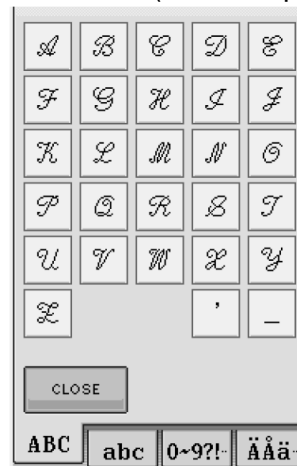 A B C D E
F G H I J
K L M N O
P Q R S T
U V W X Y
Z ' _
CLOSE
ABC abc 0~9?!·· ÄÅä··